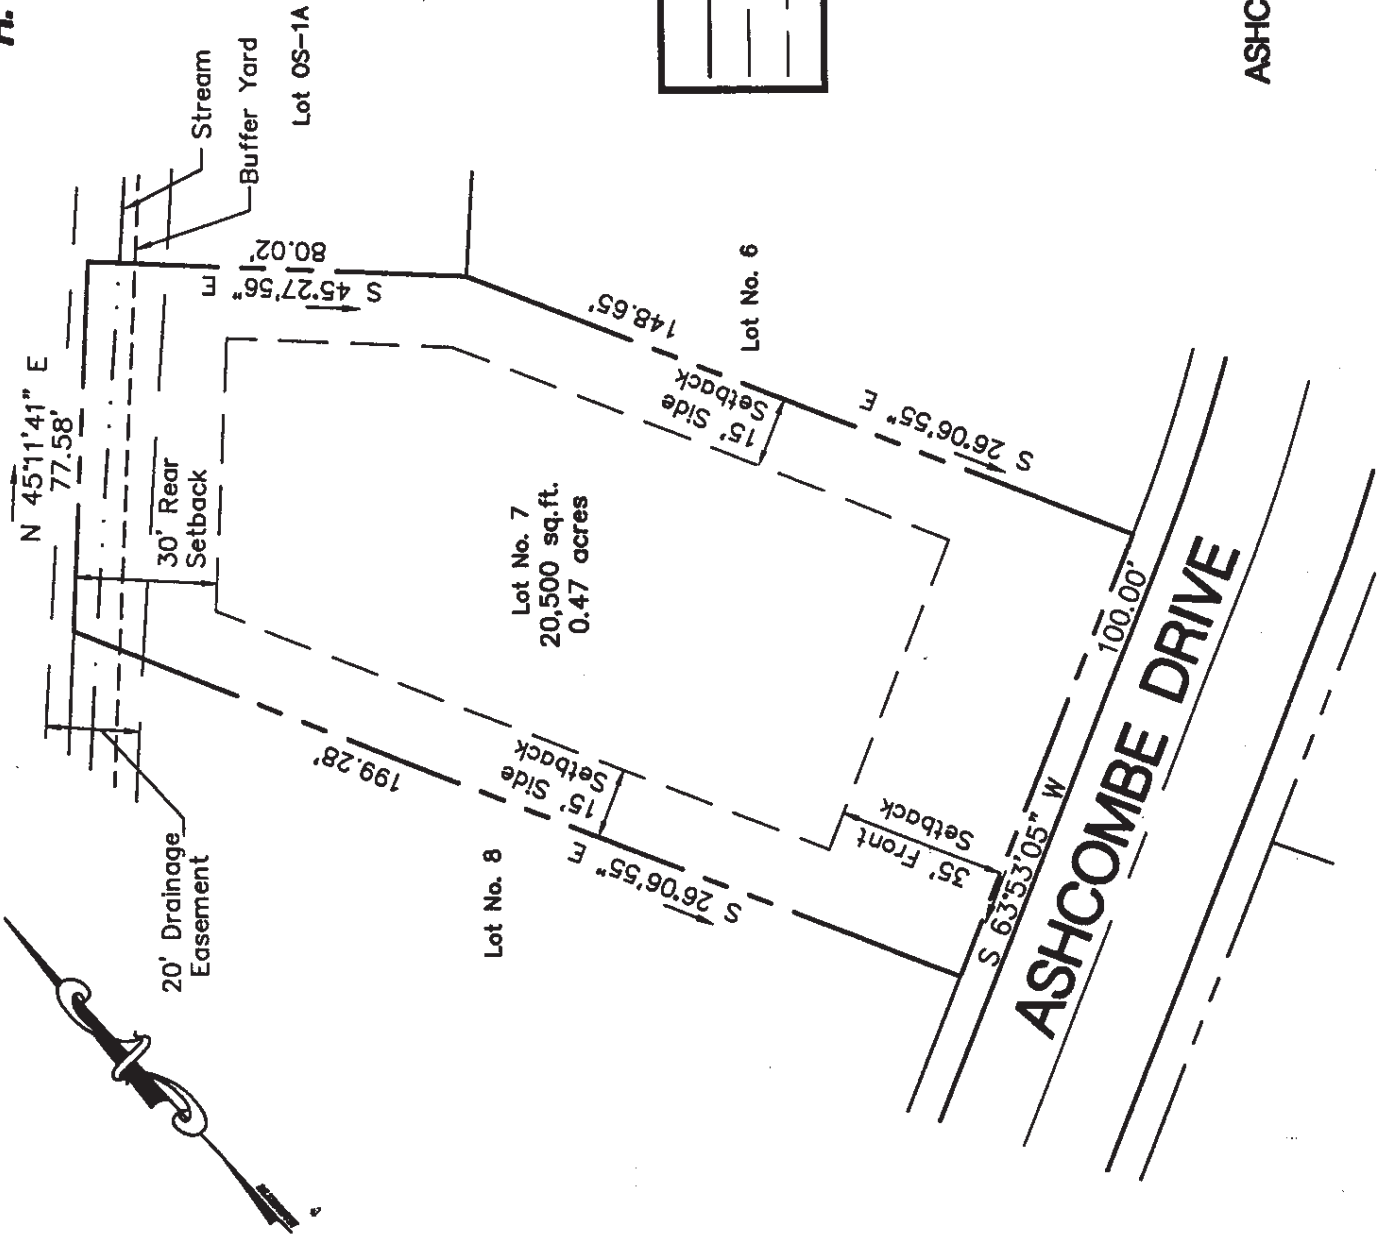 Stream
Buffer Yard
Lot OS-1A
ASHC
N 45°11'41" E
77.58'
80.02'
S 45°27'56" E
30' Rear
Setback
148.65'
Lot No. 6
15' Side
Setback
S 26°06'55" E
Lot No. 7
20,500 sq.ft.
0.47 acres
199.28'
15' Side
Setback
S 26°06'55" E
Lot No. 8
20' Drainage
Easement
35' Front
Setback
100.00'
S 63°53'05" W
ASHCOMBE DRIVE